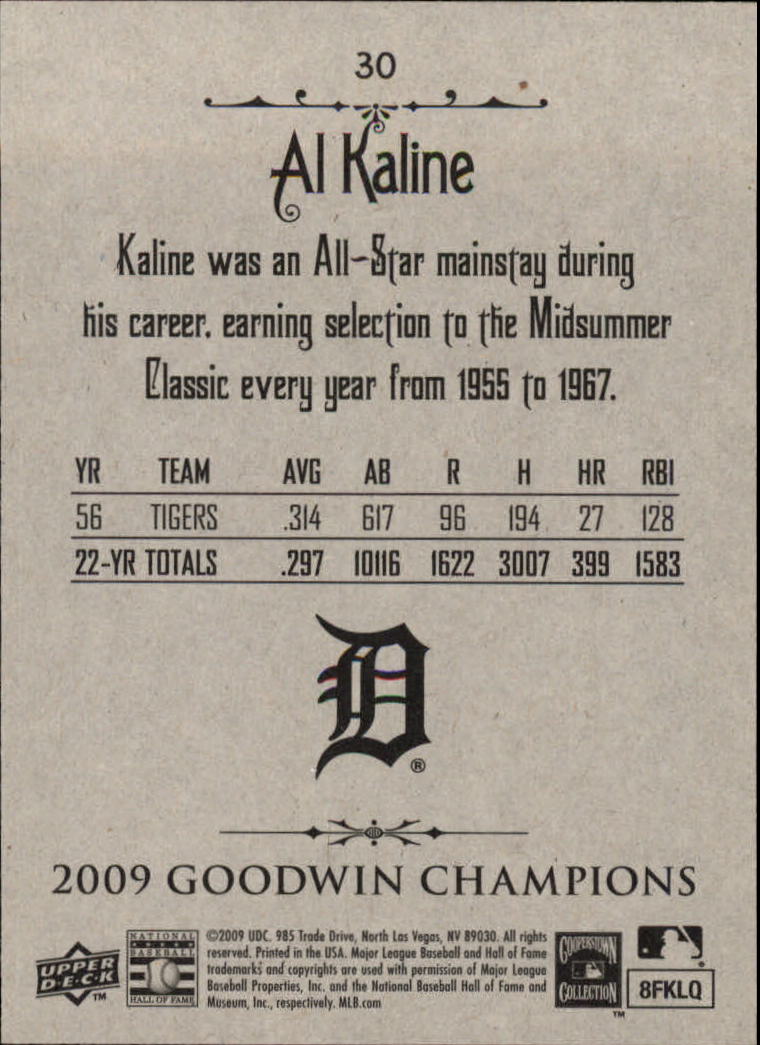 30
Al Kaline
Kaline was an All-Star mainstay during
his career. earning selection to the Midsummer
Classic every year from 1955 to 1967.
YR TEAM AVG AB R H HR RBI
56 TIGERS .314 617 96 194 27 128
22-YR TOTALS .297 10116 1622 3007 399 1583
D
®
2009 GOODWIN CHAMPIONS
UPPER
D·E·C·K
TM
NATIONAL
BASEBALL
HALL OF FAME
©2009 UDC. 985 Trade Drive, North Las Vegas, NV 89030. All rights
reserved. Printed in the USA. Major League Baseball and Hall of Fame
trademarks and copyrights are used with permission of Major League
Baseball Properties, Inc. and the National Baseball Hall of Fame and
Museum, Inc., respectively. MLB.com
COOPERSTOWN
COLLECTION
TM
8FKLQ